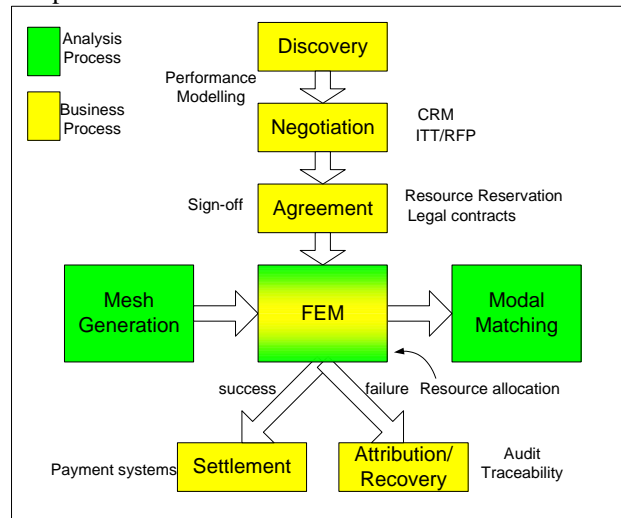 Analysis
Process
Business
Process
Discovery
Performance
Modelling
Negotiation
CRM
ITT/RFP
Sign-off
Agreement
Resource Reservation
Legal contracts
Mesh
Generation
FEM
Modal
Matching
success
failure
Resource allocation
Payment systems
Settlement
Attribution/
Recovery
Audit
Traceability